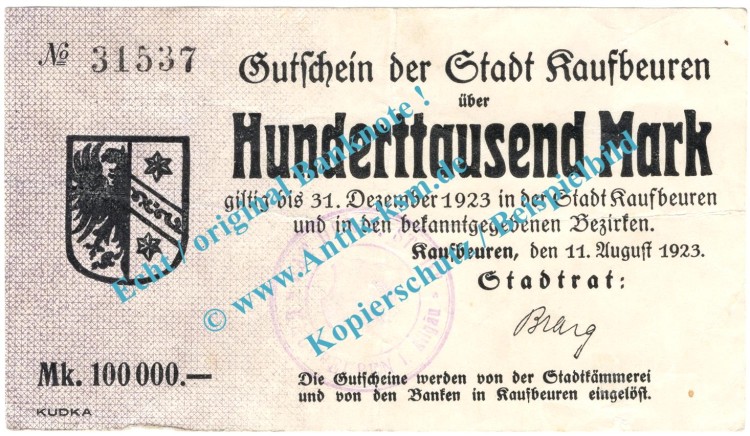 № 31537
Gutschein der Stadt Kaufbeuren
über
Hunderttausend Mark
giltig bis 31. Dezember 1923 in der Stadt Kaufbeuren
und in den bekanntgegebenen Bezirken.
Kaufbeuren, den 11. August 1923.
Stadtrat:
Mk. 100 000.—
Die Gutscheine werden von der Stadtkämmerei
und von den Banken in Kaufbeuren eingelöst.
KUDKA
Echt / original Banknote !
© www.Antik-kam.de
Kopierschutz / Beispielbild